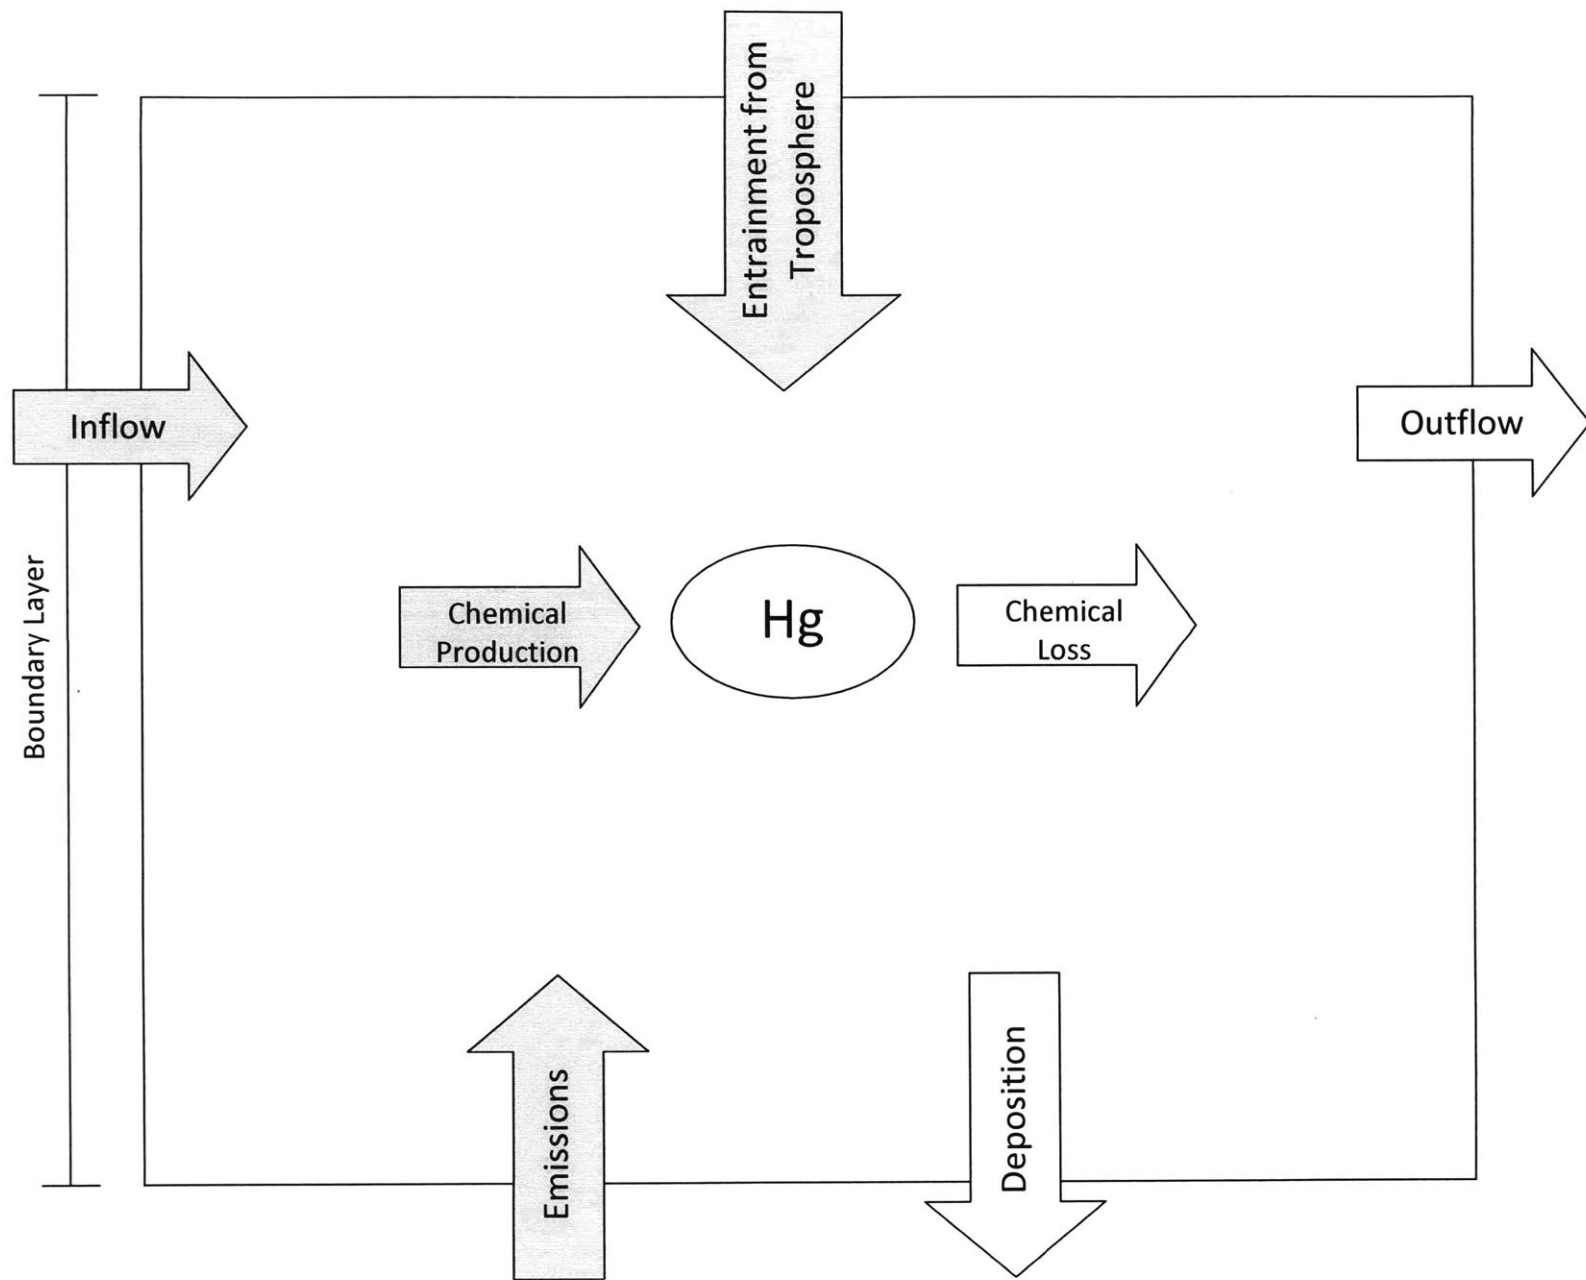 Entrainment from
Troposphere
Inflow
Outflow
Boundary Layer
Chemical
Production
Hg
Chemical
Loss
Emissions
Deposition